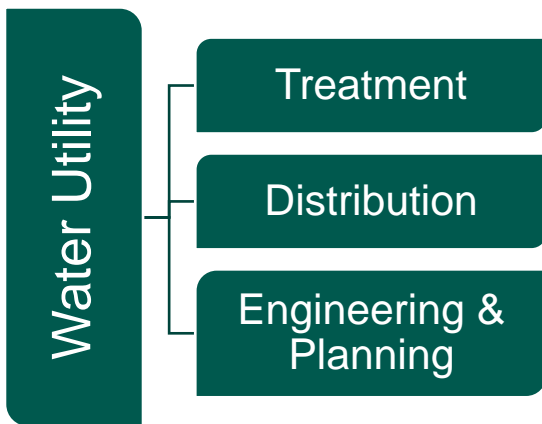 Water Utility
Treatment
Distribution
Engineering &
Planning